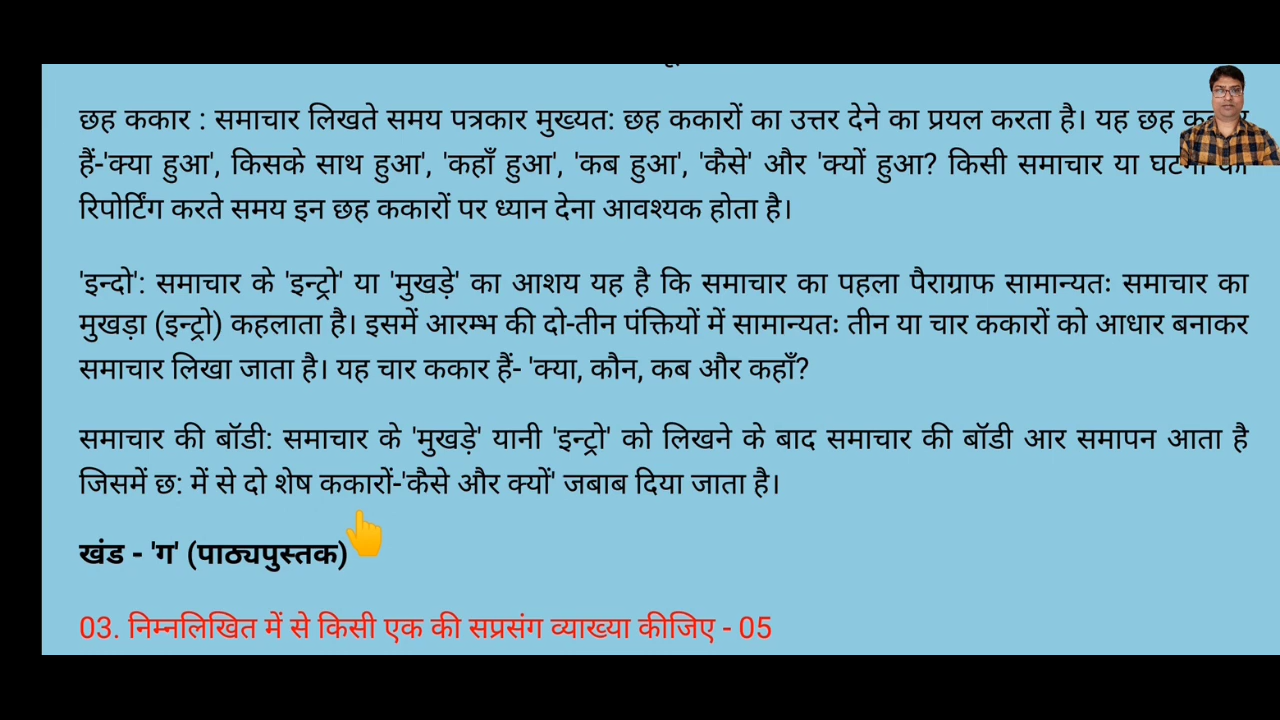 छह ककार : समाचार लिखते समय पत्रकार मुख्यत: छह ककारों का उत्तर देने का प्रयल करता है। यह छह
हैं-'क्या हुआ', किसके साथ हुआ', 'कहाँ हुआ', 'कब हुआ', 'कैसे' और 'क्यों हुआ? किसी समाचार या
रिपोर्टिंग करते समय इन छह ककारों पर ध्यान देना आवश्यक होता है।
'इन्दो': समाचार के 'इन्ट्रो' या 'मुखड़े' का आशय यह है कि समाचार का पहला पैराग्राफ सामान्यतः समाचार का
मुखड़ा (इन्ट्रो) कहलाता है। इसमें आरम्भ की दो-तीन पंक्तियों में सामान्यतः तीन या चार ककारों को आधार बनाकर
समाचार लिखा जाता है। यह चार ककार हैं- 'क्या, कौन, कब और कहाँ?
समाचार की बॉडी: समाचार के 'मुखड़े' यानी 'इन्ट्रो' को लिखने के बाद समाचार की बॉडी आर समापन आता है
जिसमें छ: में से दो शेष ककारों-'कैसे और क्यों' जबाब दिया जाता है।
खंड - 'ग' (पाठ्यपुस्तक)
03. निम्नलिखित में से किसी एक की सप्रसंग व्याख्या कीजिए - 05